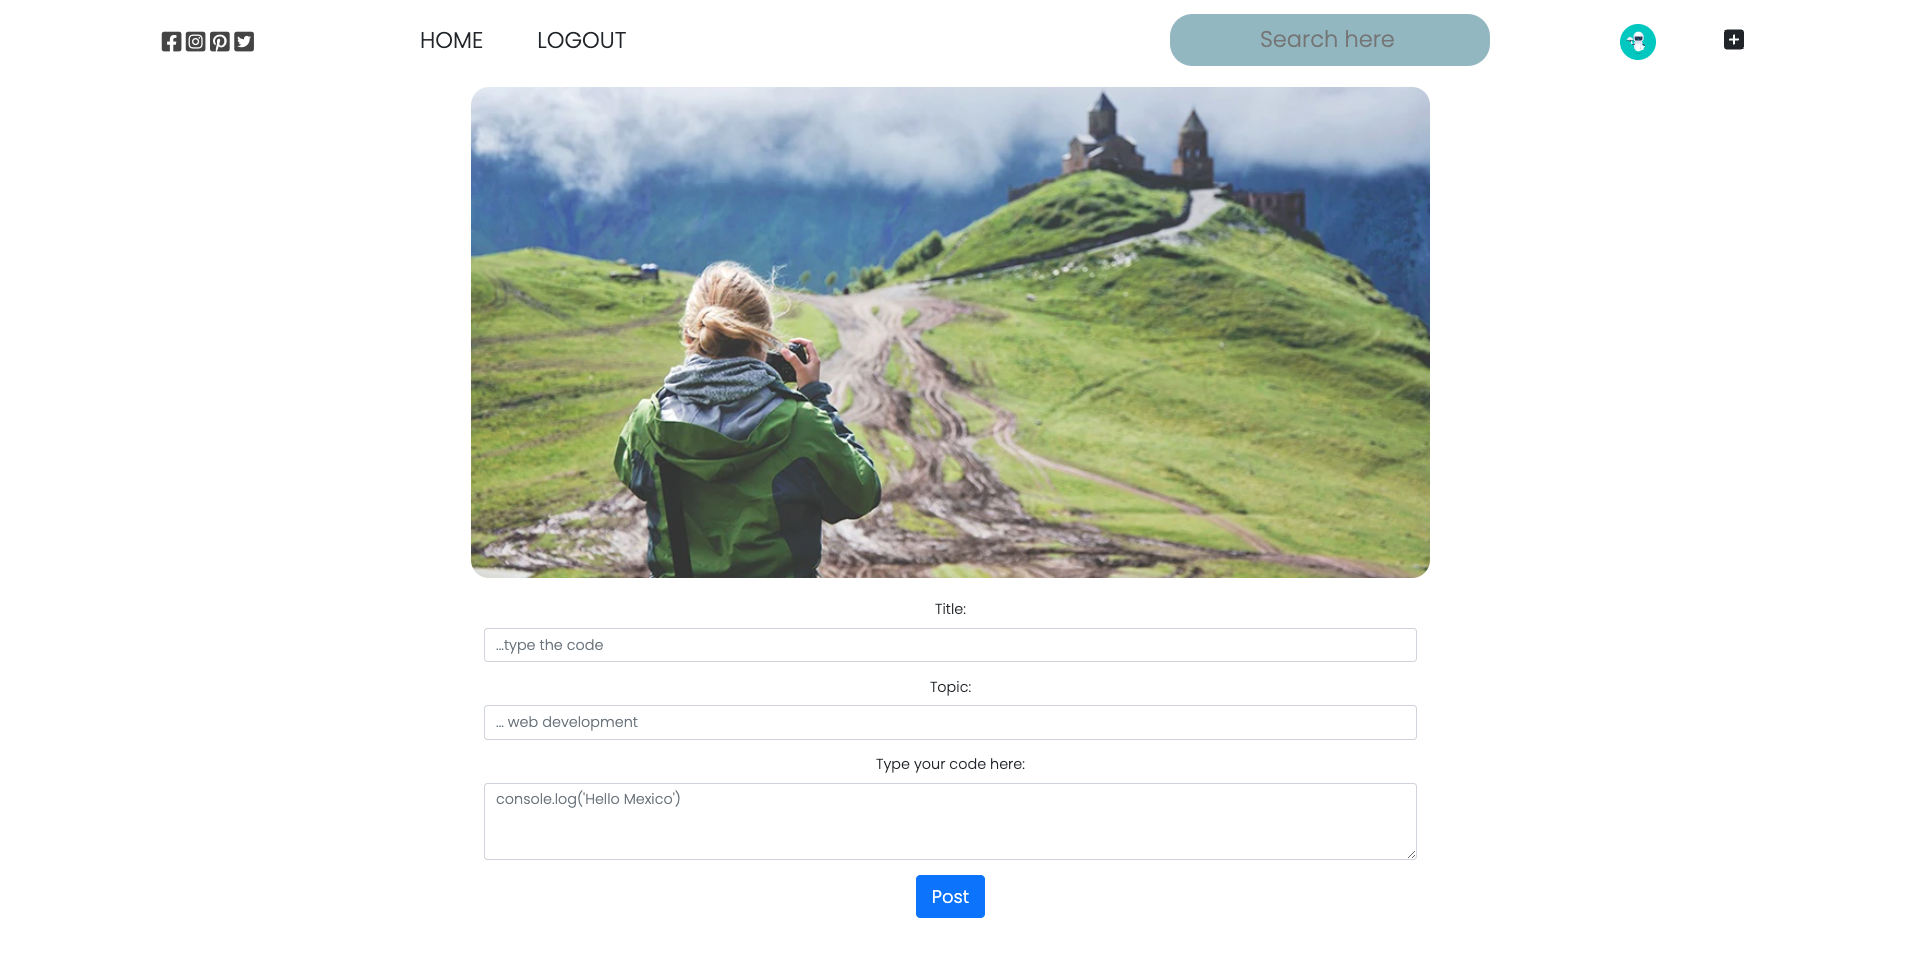 HOME
LOGOUT
Search here
Title:
...type the code
Topic:
... web development
Type your code here:
console.log('Hello Mexico')
Post